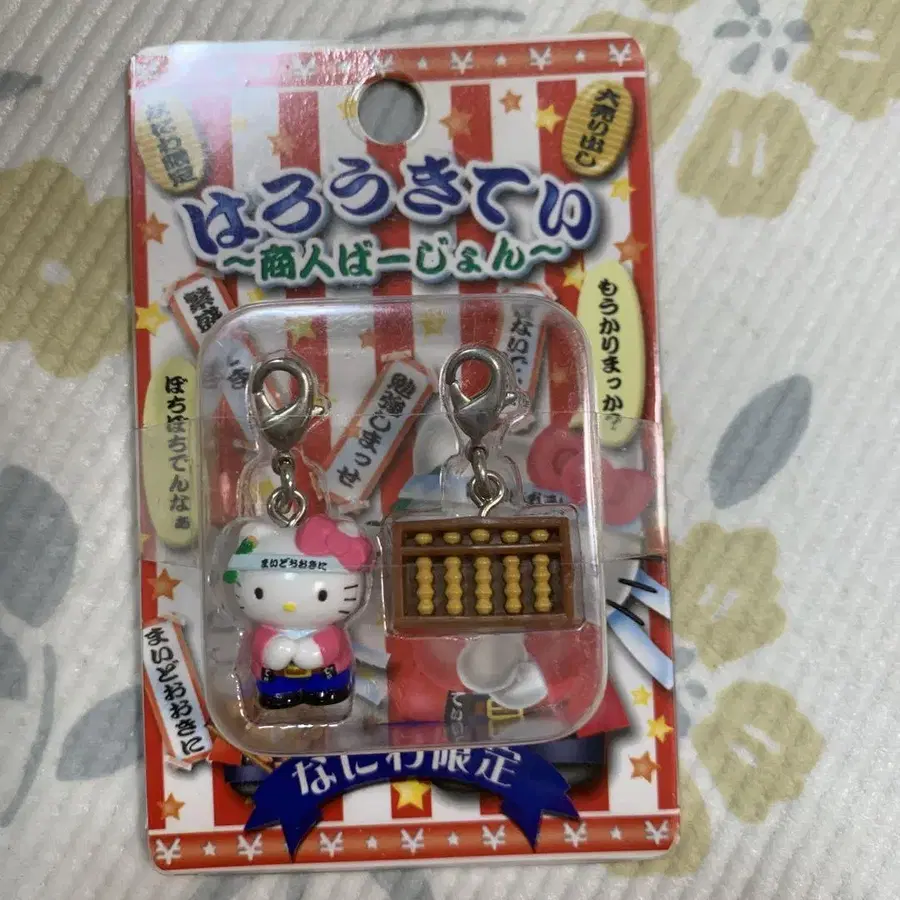 なにわ限定
大売り出し
はろうきてぃ
～商人ばーじょん～
繁盛
もうかりまっか?
ぼちぼちでんなぁ
勉強しまっせ
まいどおおきに
まいどおおきに
なにわ限定